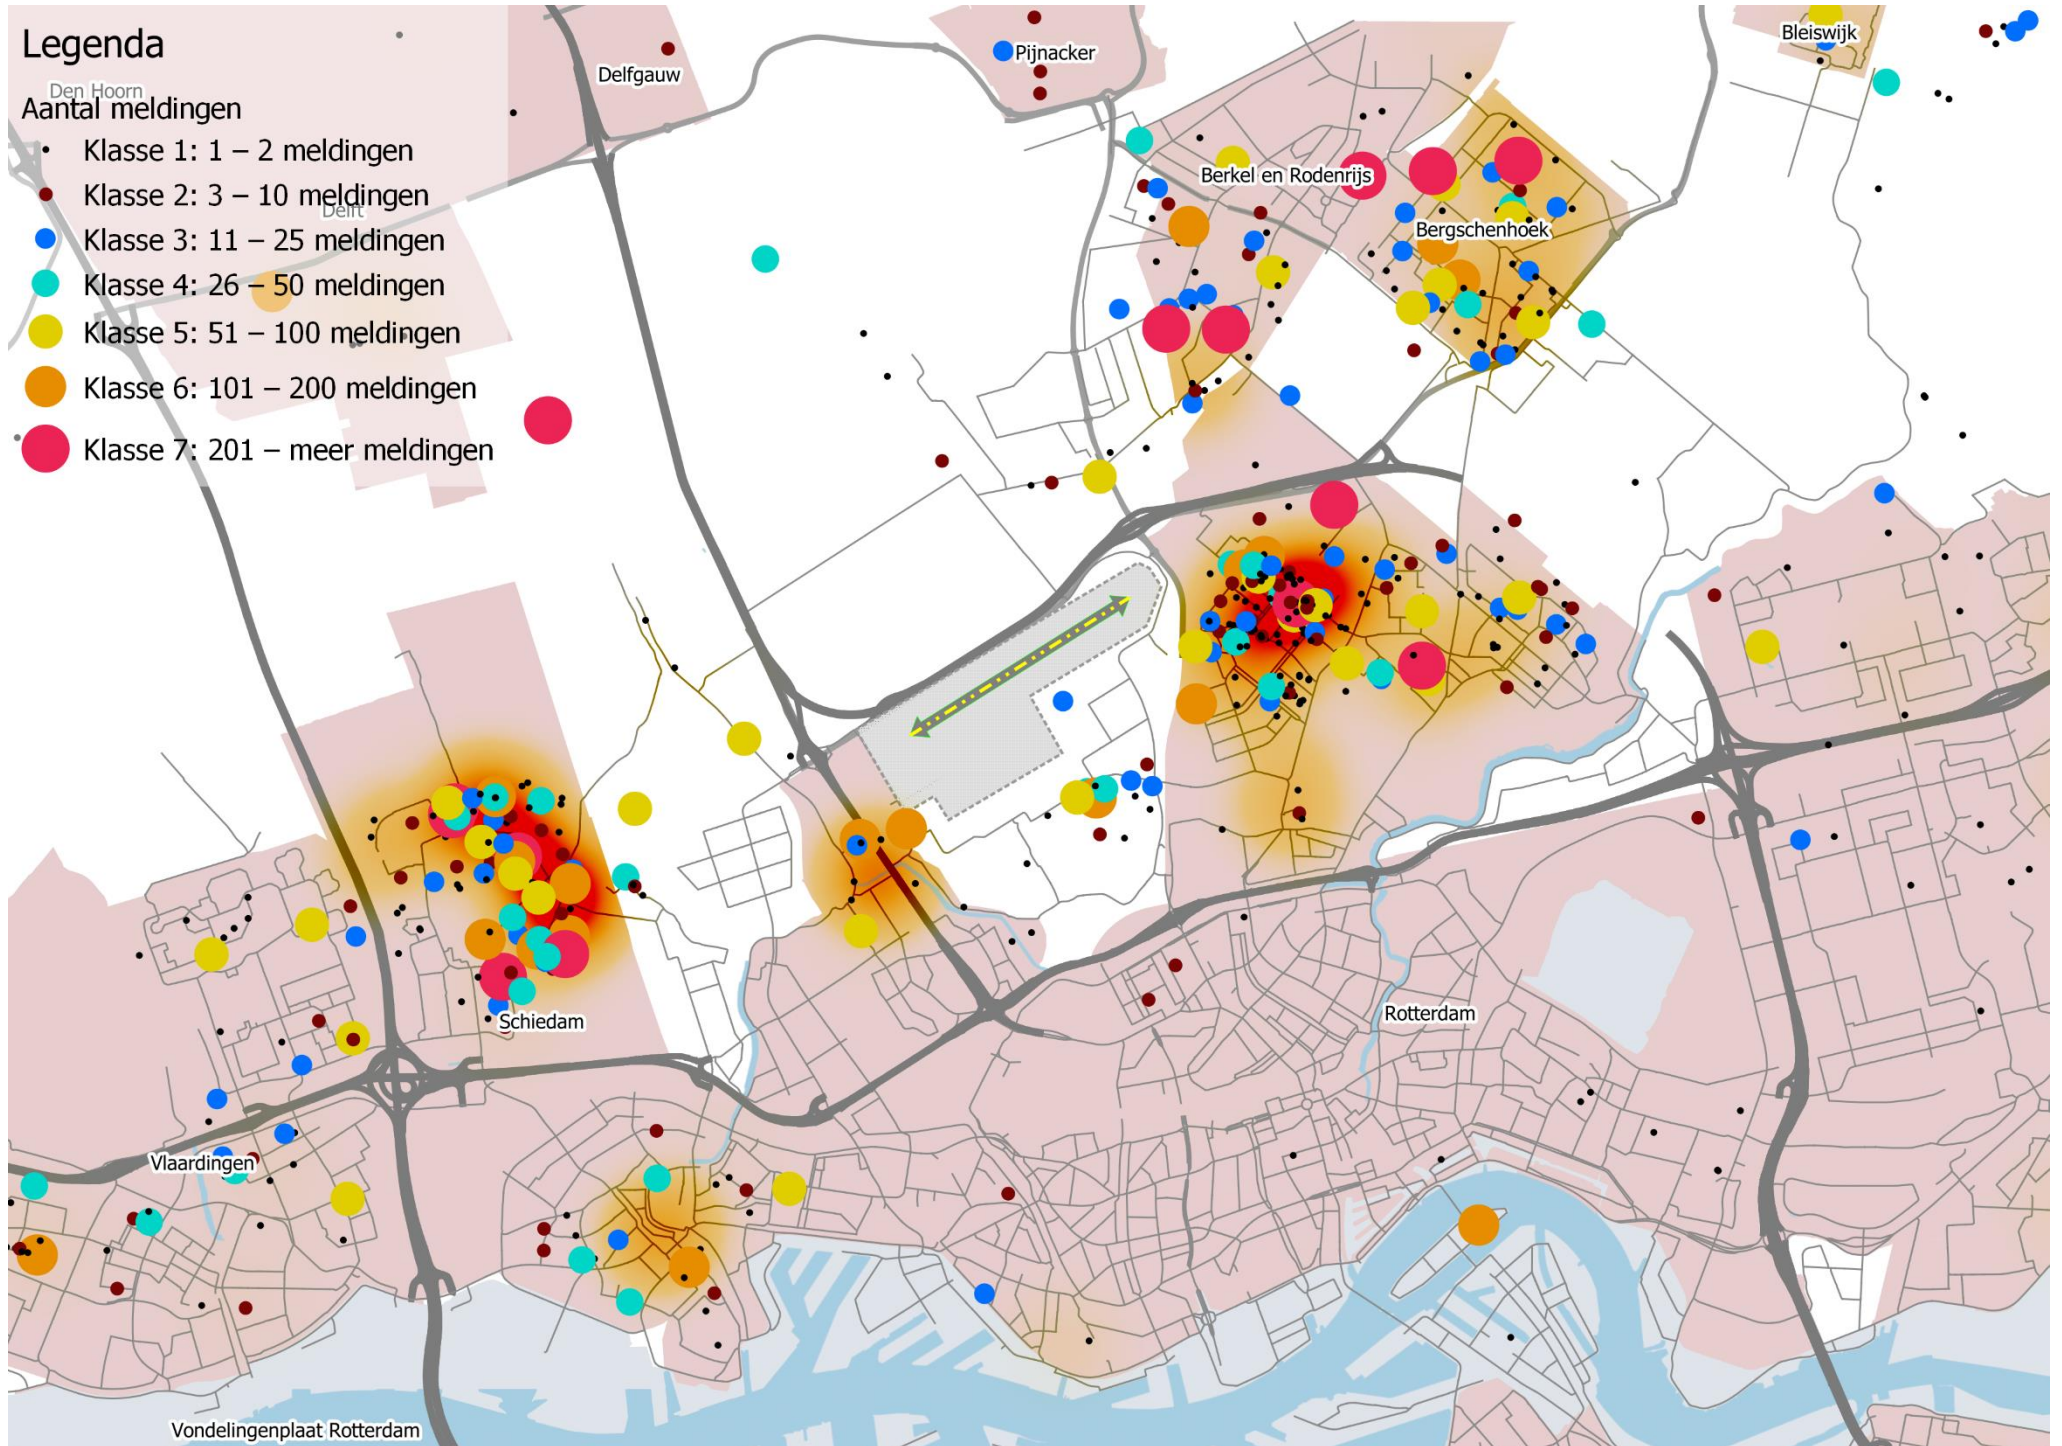 Legenda
Den Hoorn
Aantal meldingen
Klasse 1: 1 – 2 meldingen
Klasse 2: 3 – 10 meldingen
Delft
Klasse 3: 11 – 25 meldingen
Klasse 4: 26 – 50 meldingen
Klasse 5: 51 – 100 meldingen
Klasse 6: 101 – 200 meldingen
Klasse 7: 201 – meer meldingen
Delfgauw
Pijnacker
Bleiswijk
Berkel en Rodenrijs
Bergschenhoek
Rotterdam
Schiedam
Vlaardingen
Vondelingenplaat Rotterdam